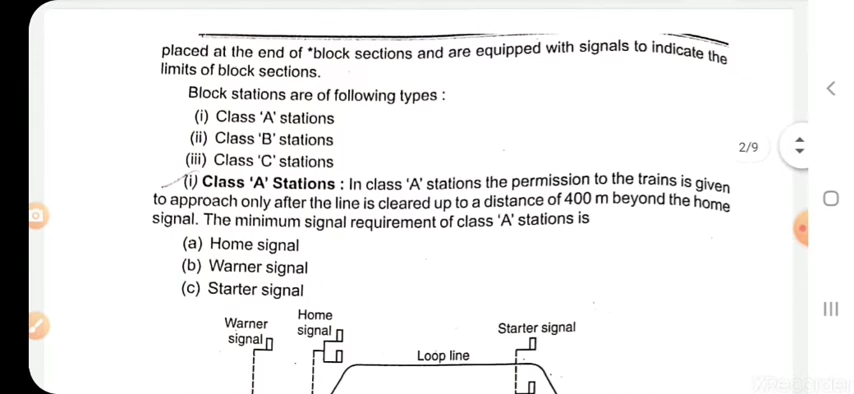 placed at the end of *block sections and are equipped with signals to indicate the
limits of block sections.
Block stations are of following types :
(i) Class 'A' stations
(ii) Class 'B' stations
(iii) Class 'C' stations
2/9
(i) Class 'A' Stations : In class 'A' stations the permission to the trains is given
to approach only after the line is cleared up to a distance of 400 m beyond the home
signal. The minimum signal requirement of class 'A' stations is
(a) Home signal
(b) Warner signal
(c) Starter signal
Warner
signal
Home
signal
Starter signal
Loop line
XRecorder